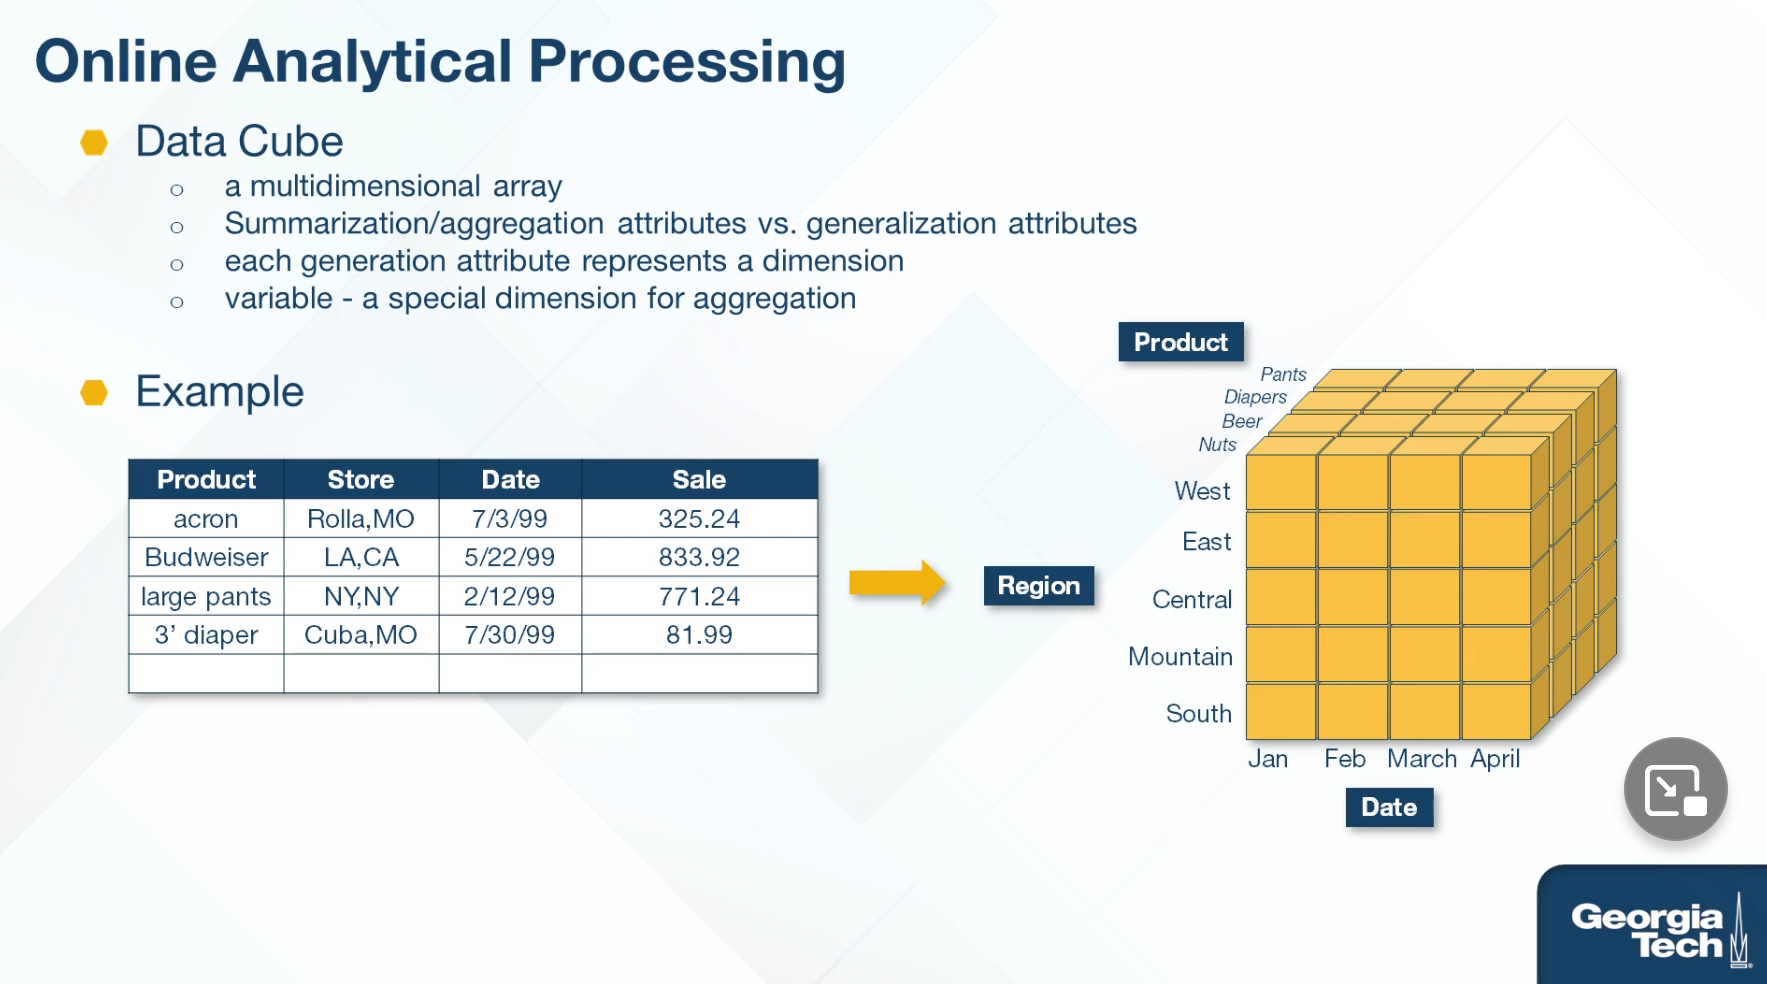 Online Analytical Processing
Data Cube
a multidimensional array
Summarization/aggregation attributes vs. generalization attributes
each generation attribute represents a dimension
variable - a special dimension for aggregation
Example
Product Store Date Sale
acron Rolla,MO 7/3/99 325.24
Budweiser LA,CA 5/22/99 833.92
large pants NY,NY 2/12/99 771.24
3’ diaper Cuba,MO 7/30/99 81.99
Product
Pants
Diapers
Beer
Nuts
Region
West
East
Central
Mountain
South
Jan Feb March April
Date
Georgia
Tech